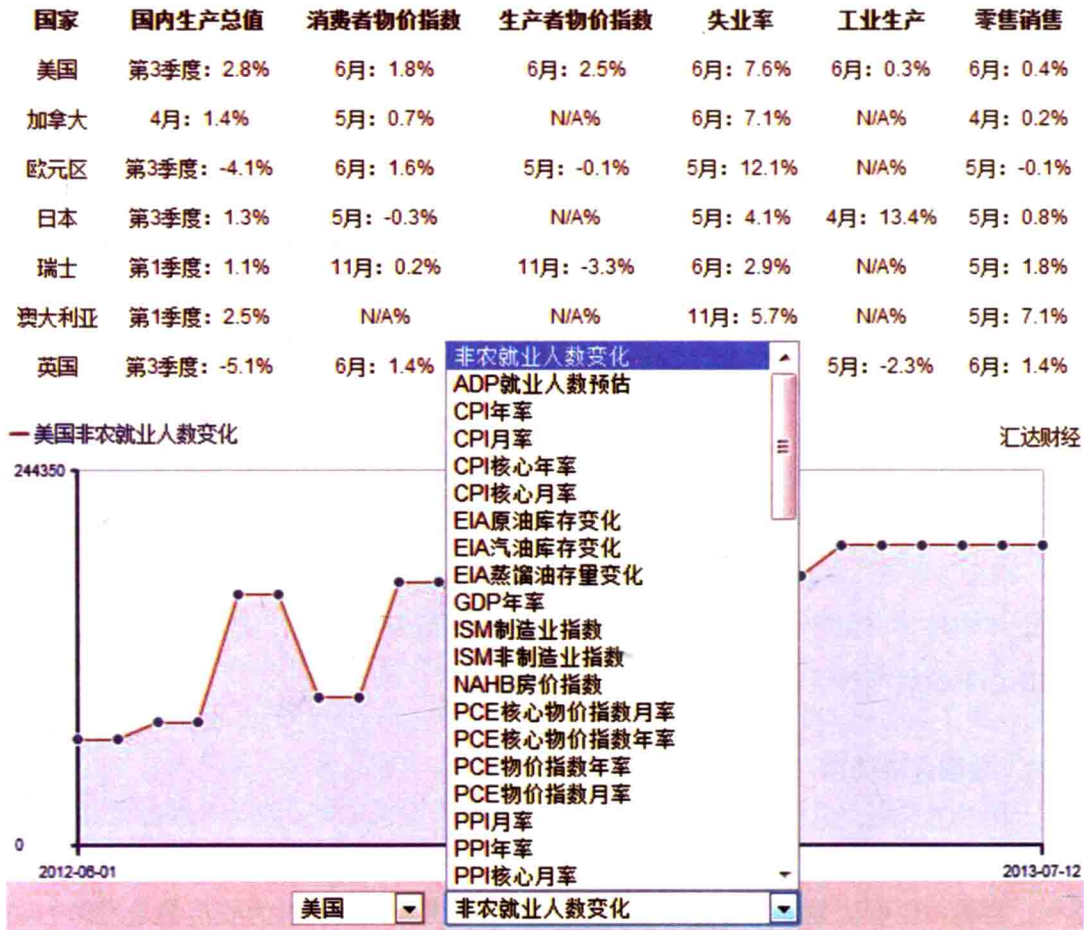 国家 国内生产总值 消费者物价指数 生产者物价指数 失业率 工业生产 零售销售
美国 第3季度：2.8% 6月：1.8% 6月：2.5% 6月：7.6% 6月：0.3% 6月：0.4%
加拿大 4月：1.4% 5月：0.7% N/A% 6月：7.1% N/A% 4月：0.2%
欧元区 第3季度：-4.1% 6月：1.6% 5月：-0.1% 5月：12.1% N/A% 5月：-0.1%
日本 第3季度：1.3% 5月：-0.3% N/A% 5月：4.1% 4月：13.4% 5月：0.8%
瑞士 第1季度：1.1% 11月：0.2% 11月：-3.3% 6月：2.9% N/A% 5月：1.8%
澳大利亚 第1季度：2.5% N/A% N/A% 11月：5.7% N/A% 5月：7.1%
英国 第3季度：-5.1% 6月：1.4% 5月：-2.3% 6月：1.4%
非农就业人数变化
ADP就业人数预估
CPI年率
CPI月率
CPI核心年率
CPI核心月率
EIA原油库存变化
EIA汽油库存变化
EIA蒸馏油存量变化
GDP年率
ISM制造业指数
ISM非制造业指数
NAHB房价指数
PCE核心物价指数月率
PCE核心物价指数年率
PCE物价指数年率
PCE物价指数月率
PPI月率
PPI年率
PPI核心月率
美国非农就业人数变化 汇达财经
244350
0
2012-06-01 2013-07-12
美国 非农就业人数变化